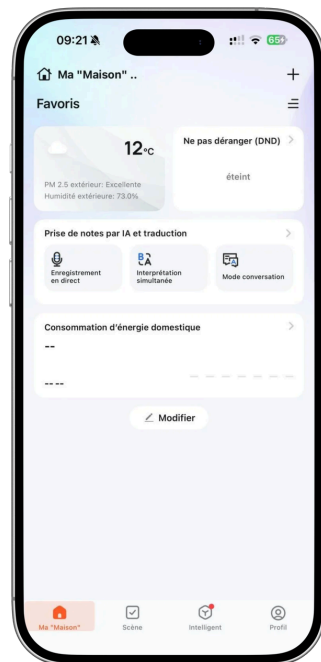 09:21
65
Ma "Maison" ..
Favoris
12°C
PM 2.5 extérieur: Excellente
Humidité extérieure: 73.0%
Ne pas déranger (DND)
éteint
Prise de notes par IA et traduction
Enregistrement
en direct
Interprétation
simultanée
Mode conversation
Consommation d'énergie domestique
--
-- --
Modifier
Ma "Maison"
Scène
Intelligent
Profil